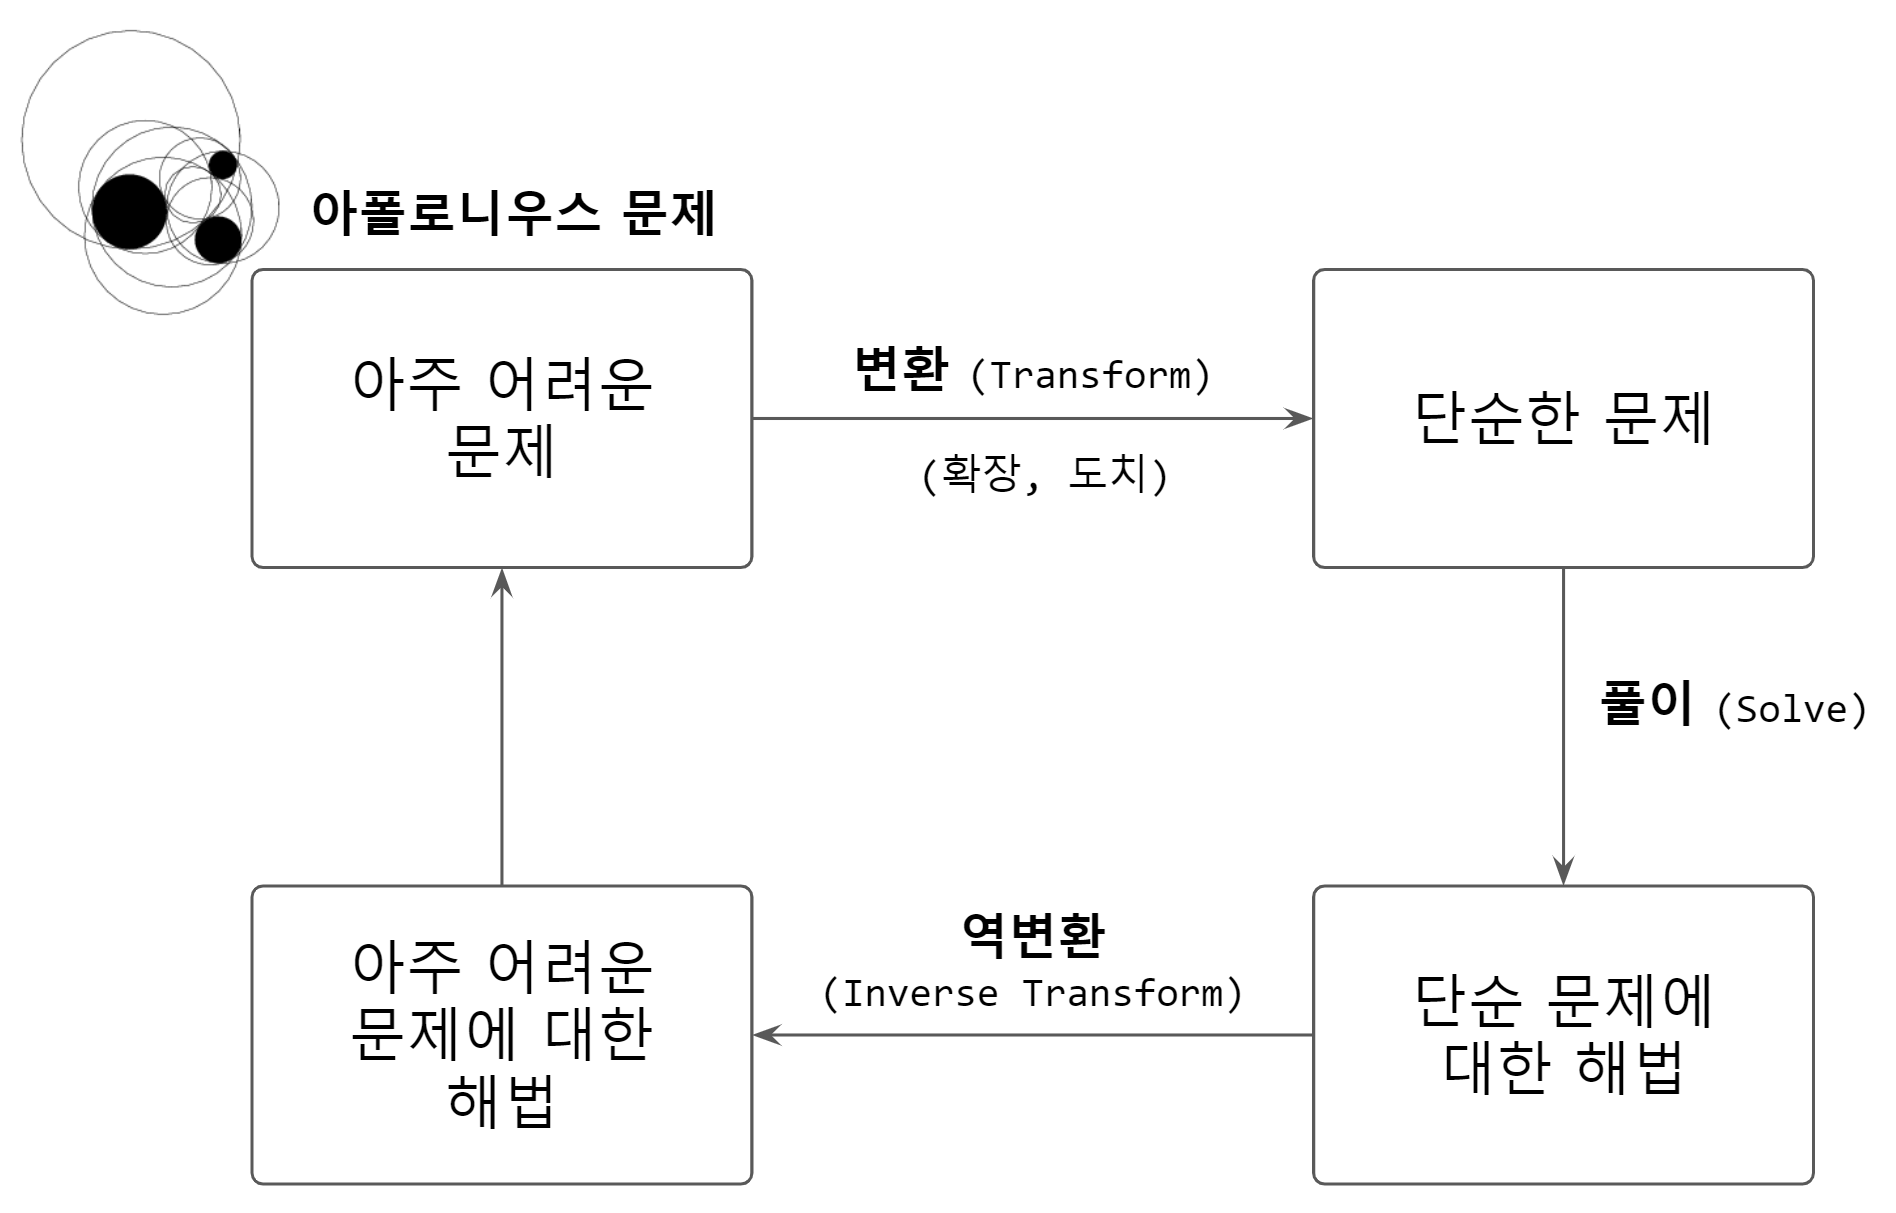 아폴로니우스 문제
아주 어려운
문제
변환 (Transform)
(확장, 도치)
단순한 문제
풀이 (Solve)
아주 어려운
문제에 대한
해법
역변환
(Inverse Transform)
단순 문제에
대한 해법